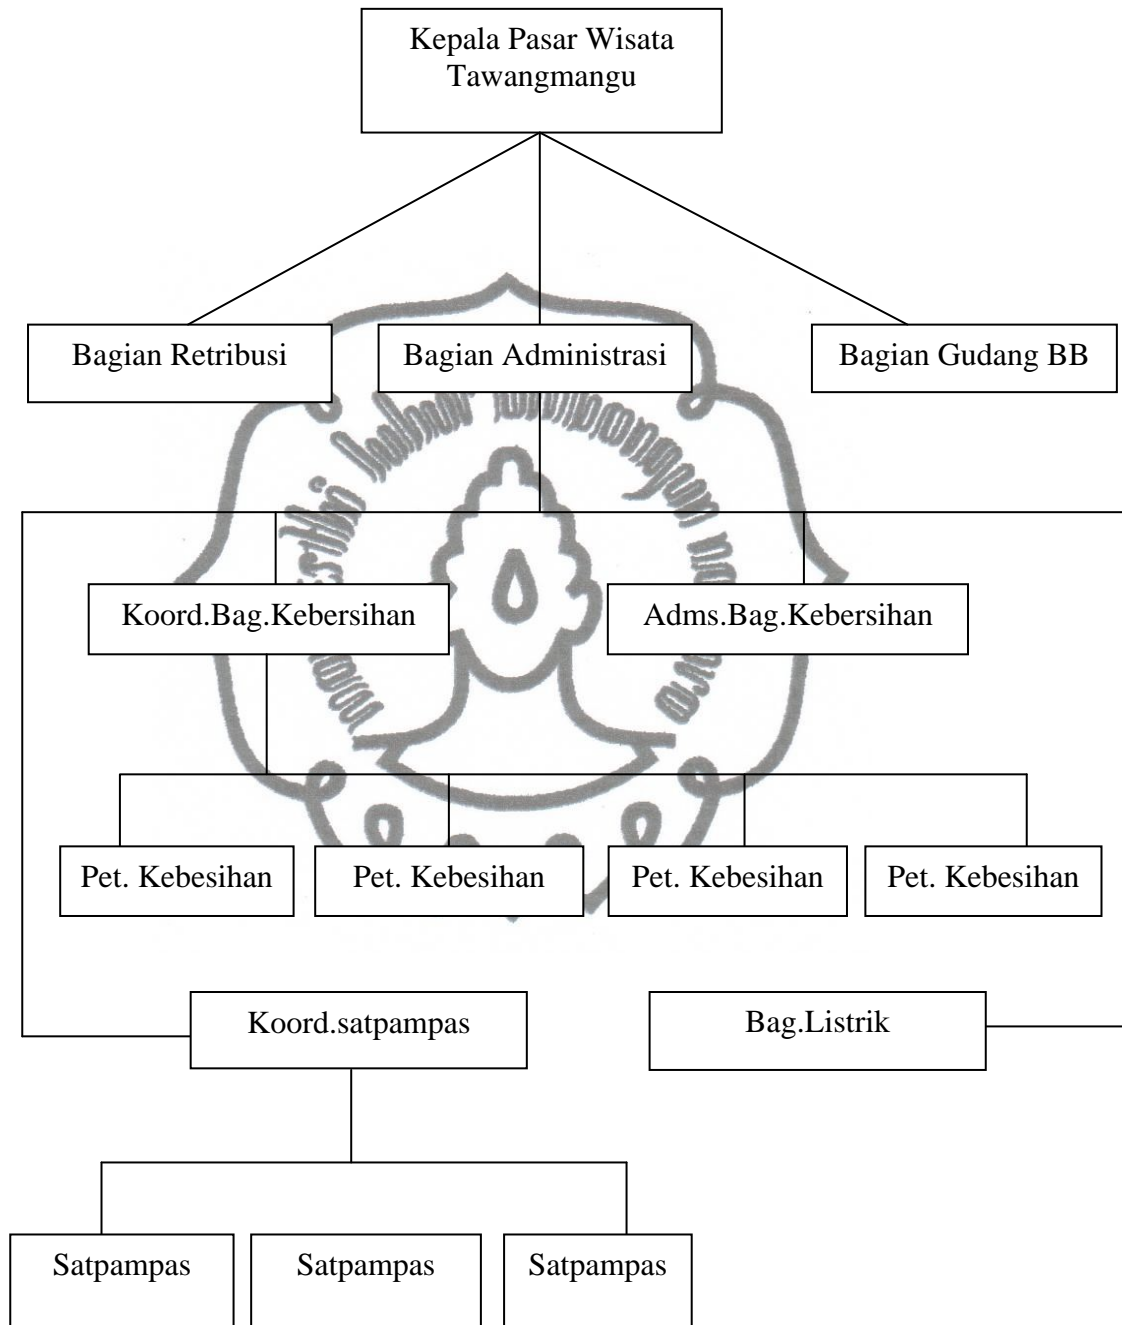 Kepala Pasar Wisata
Tawangmangu
Bagian Retribusi
Bagian Administrasi
Bagian Gudang BB
Koord.Bag.Kebersihan
Adms.Bag.Kebersihan
Pet. Kebesihan
Pet. Kebesihan
Pet. Kebesihan
Pet. Kebesihan
Koord.satpampas
Bag.Listrik
Satpampas
Satpampas
Satpampas